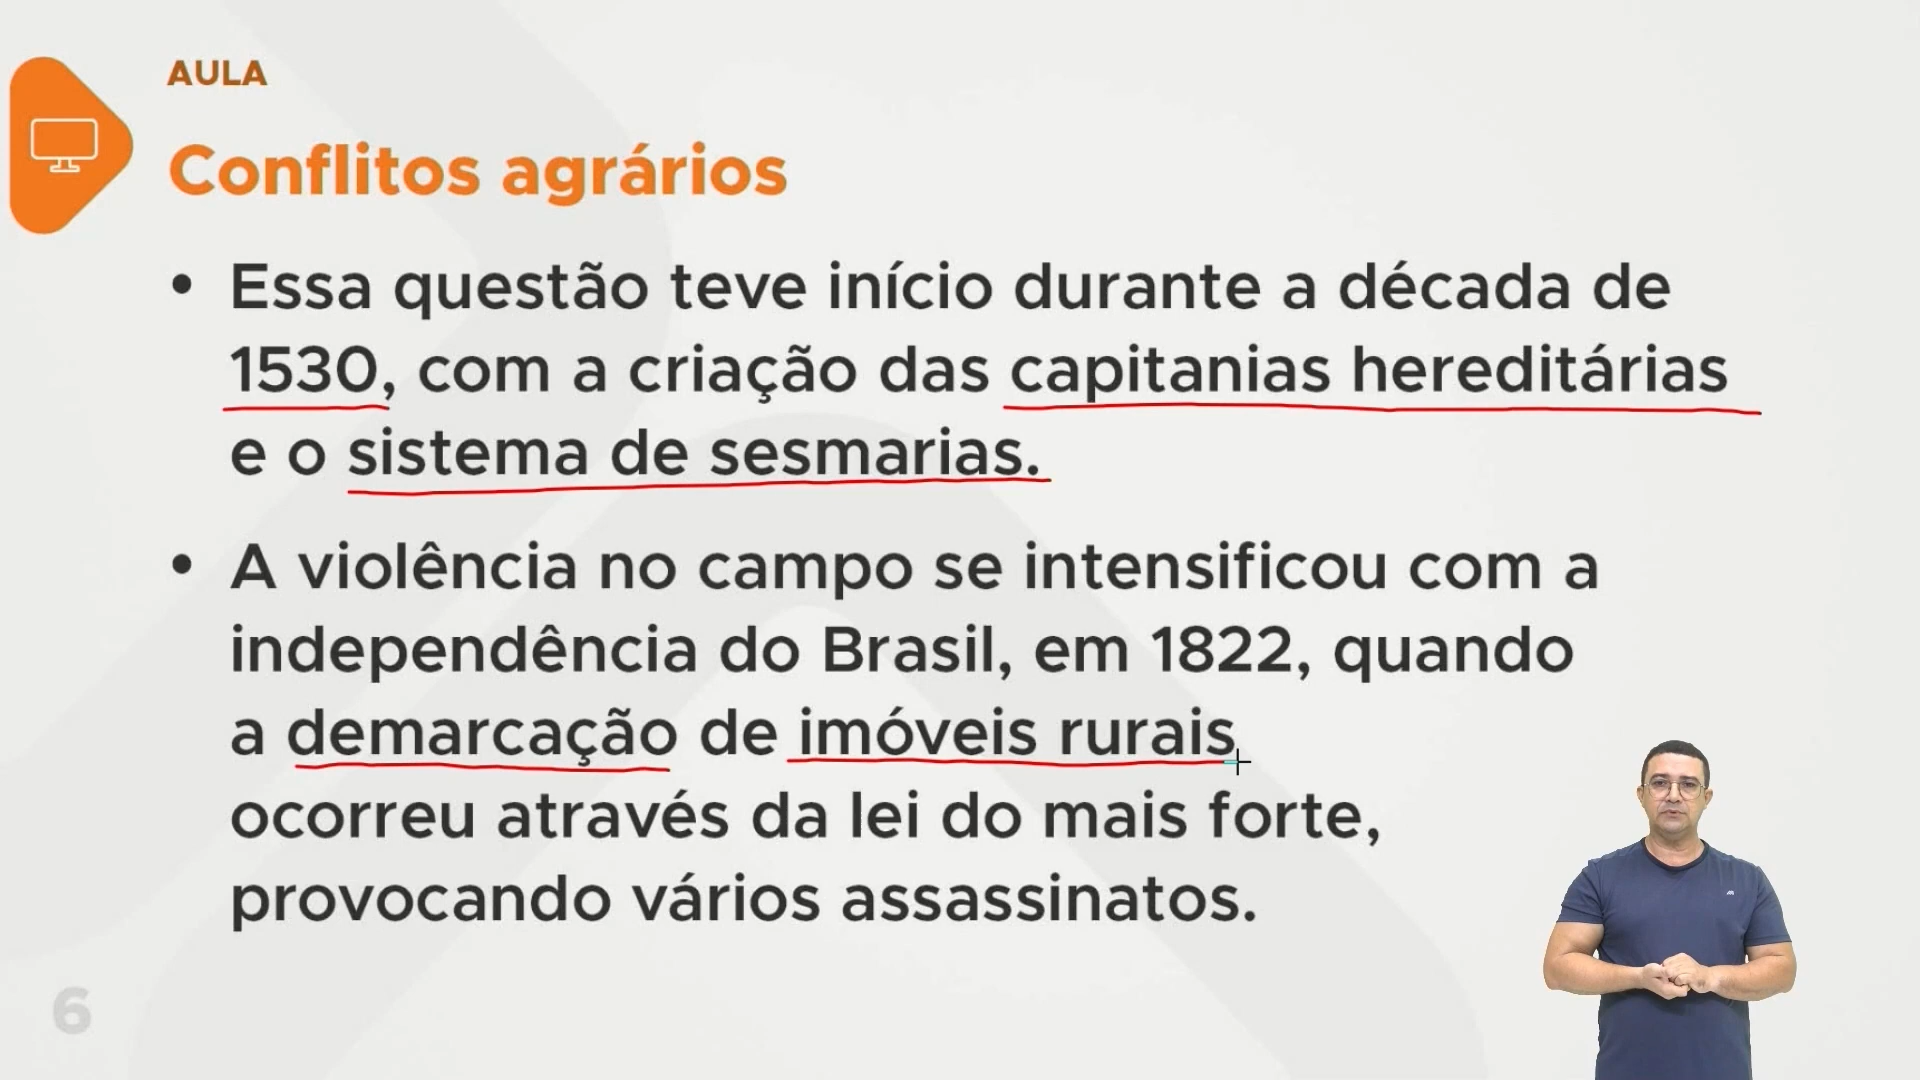 AULA
Conflitos agrários
• Essa questão teve início durante a década de
1530, com a criação das capitanias hereditárias
e o sistema de sesmarias.
• A violência no campo se intensificou com a
independência do Brasil, em 1822, quando
a demarcação de imóveis rurais
ocorreu através da lei do mais forte,
provocando vários assassinatos.
6